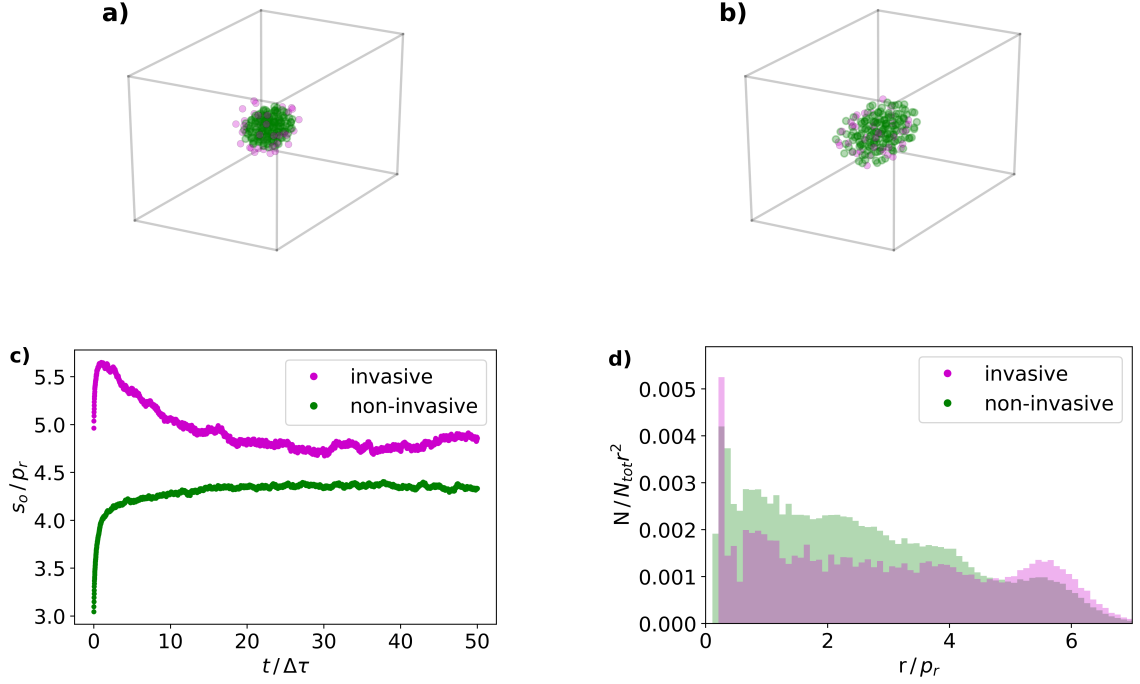 a)
b)
c)
5.5
5.0
4.5
4.0
3.5
3.0
s_o / p_r
invasive
non-invasive
0
10
20
30
40
50
t / Δτ
d)
0.005
0.004
0.003
0.002
0.001
0.000
N / N_{tot}r^2
invasive
non-invasive
0
2
4
6
r / p_r